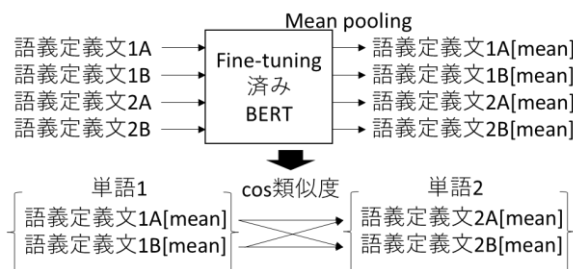 Mean pooling
語義定義文1A
語義定義文1B
語義定義文2A
語義定義文2B
Fine-tuning
済み
BERT
語義定義文1A[mean]
語義定義文1B[mean]
語義定義文2A[mean]
語義定義文2B[mean]
単語1
cos類似度
単語2
語義定義文1A[mean]
語義定義文1B[mean]
語義定義文2A[mean]
語義定義文2B[mean]